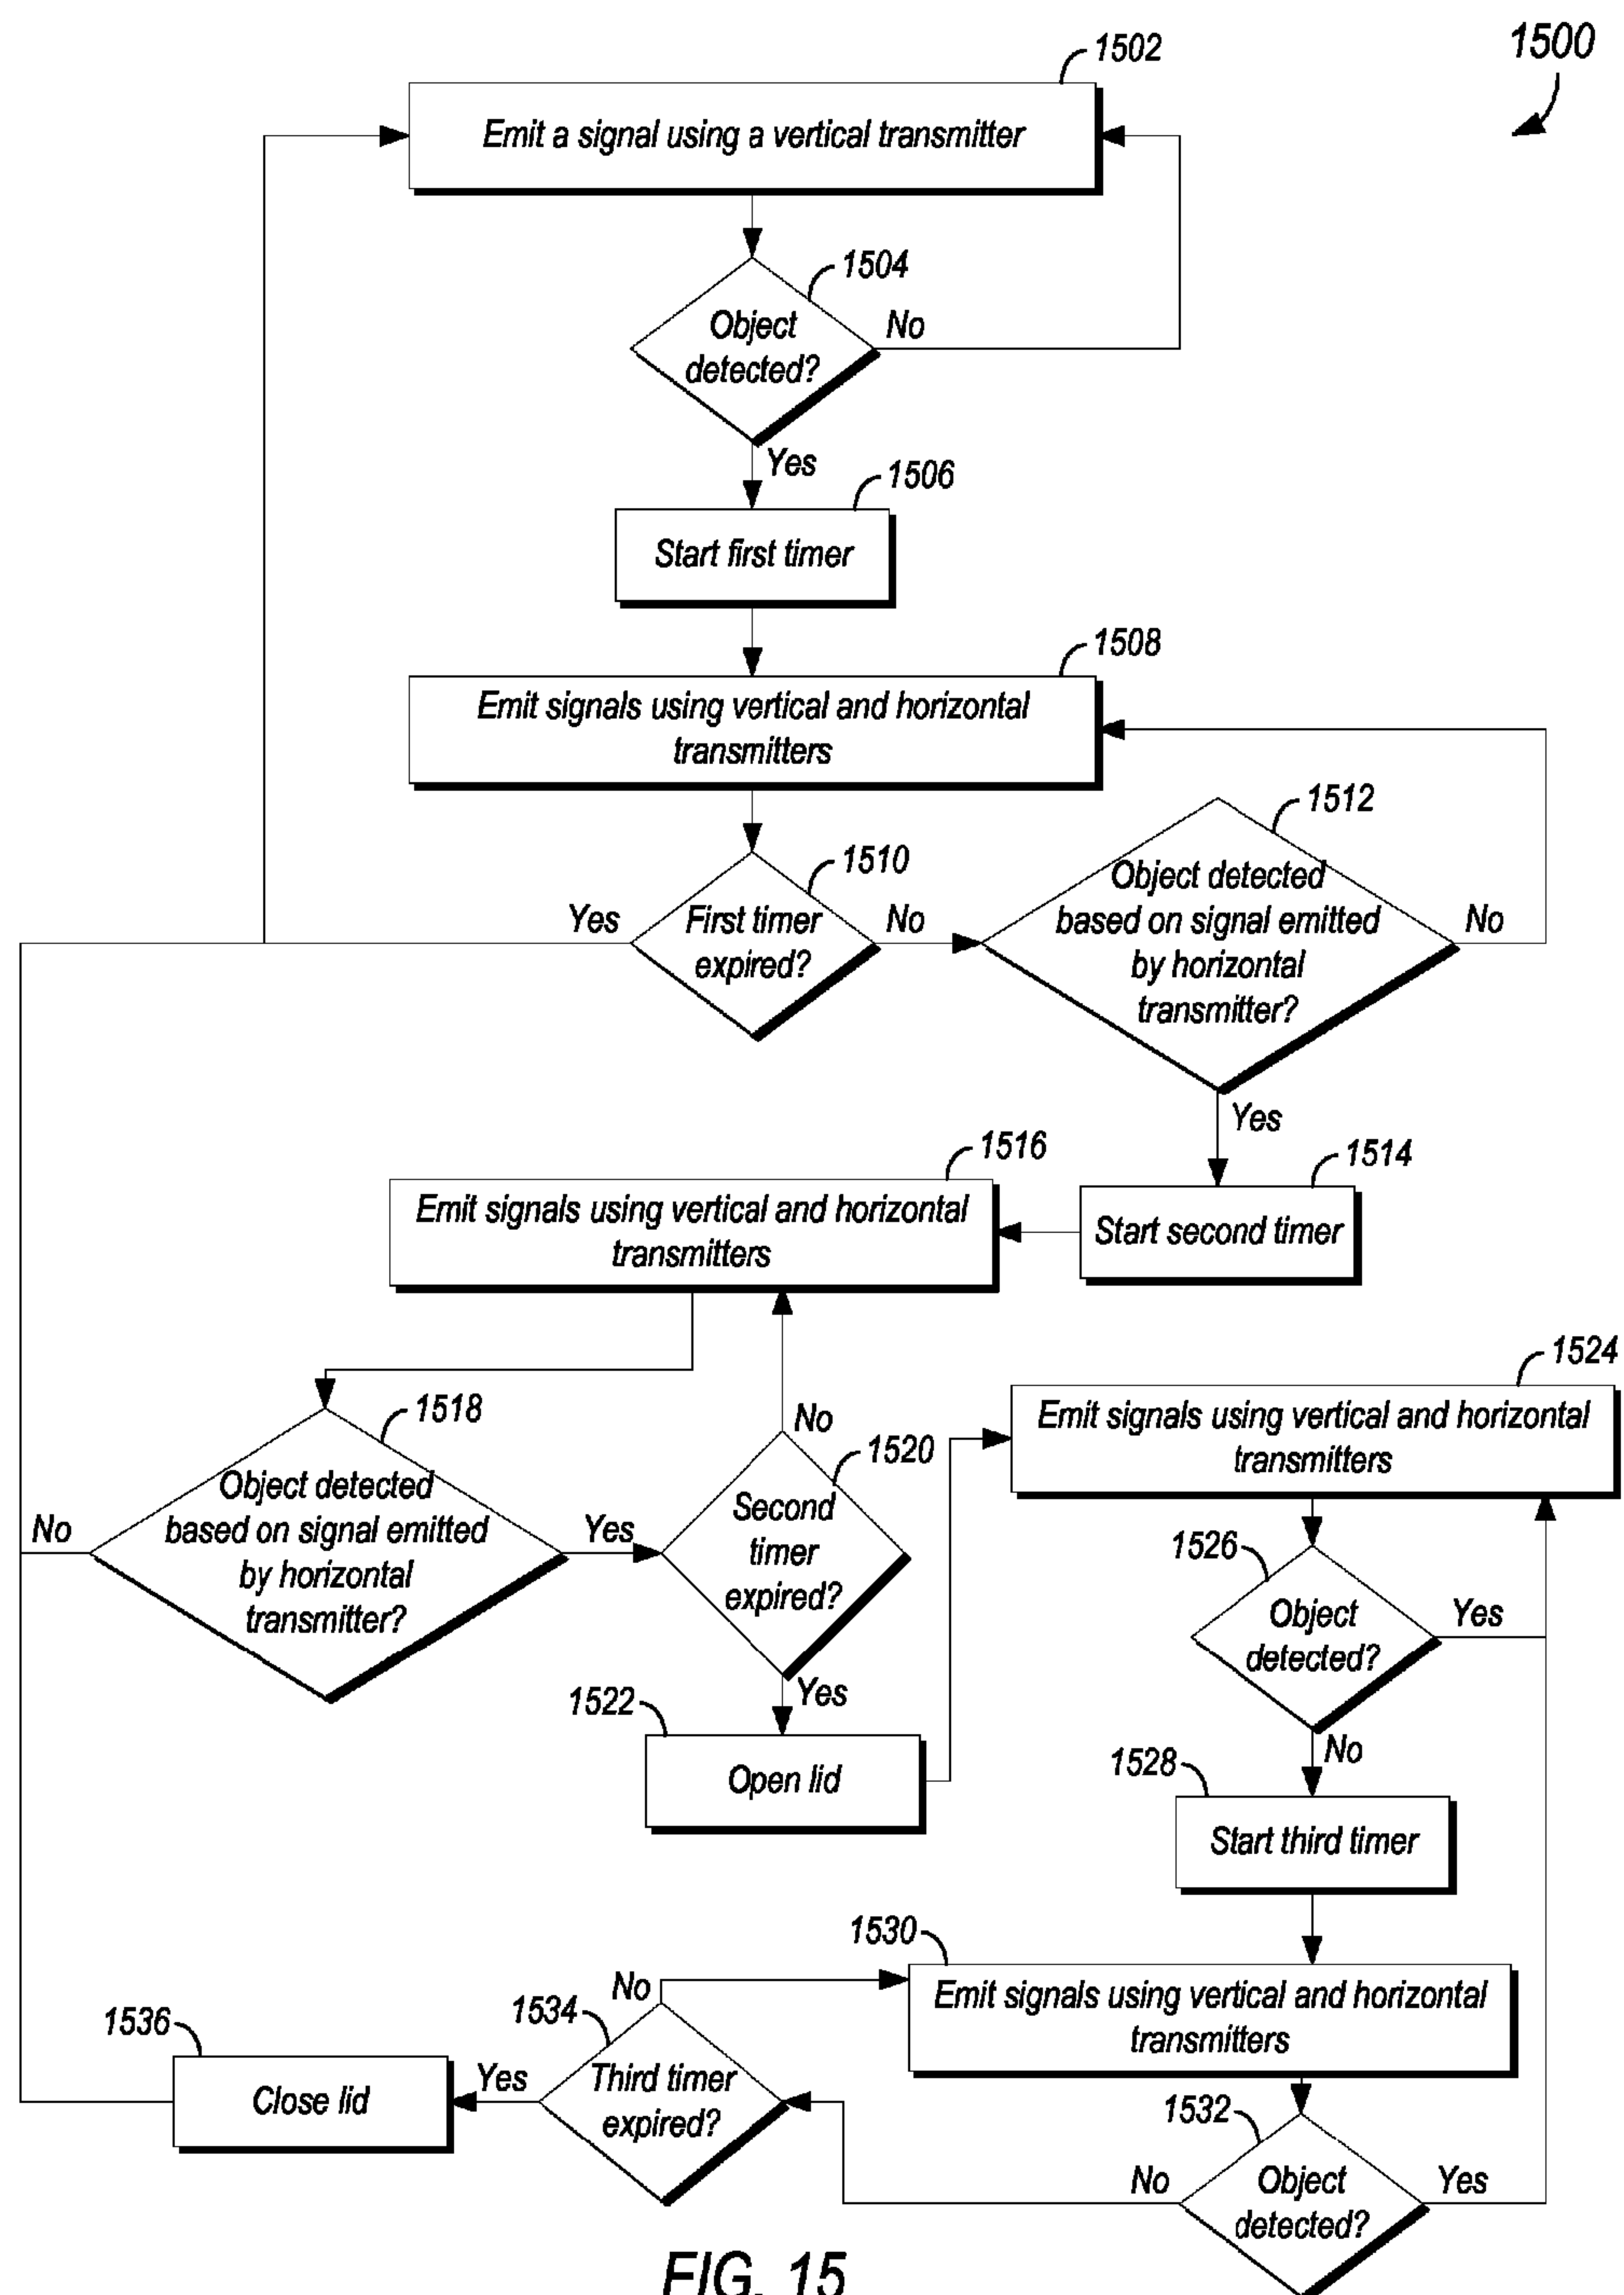 1500
1502
Emit a signal using a vertical transmitter
1504
Object
detected?
No
Yes
1506
Start first timer
1508
Emit signals using vertical and horizontal
transmitters
1510
First timer
expired?
Yes
No
1512
Object detected
based on signal emitted
by horizontal
transmitter?
No
Yes
1514
Start second timer
1516
Emit signals using vertical and horizontal
transmitters
1518
Object detected
based on signal emitted
by horizontal
transmitter?
No
Yes
1520
Second
timer
expired?
No
Yes
1522
Open lid
1524
Emit signals using vertical and horizontal
transmitters
1526
Object
detected?
Yes
No
1528
Start third timer
1530
Emit signals using vertical and horizontal
transmitters
1532
Object
detected?
Yes
No
1534
Third timer
expired?
No
Yes
1536
Close lid
FIG. 15